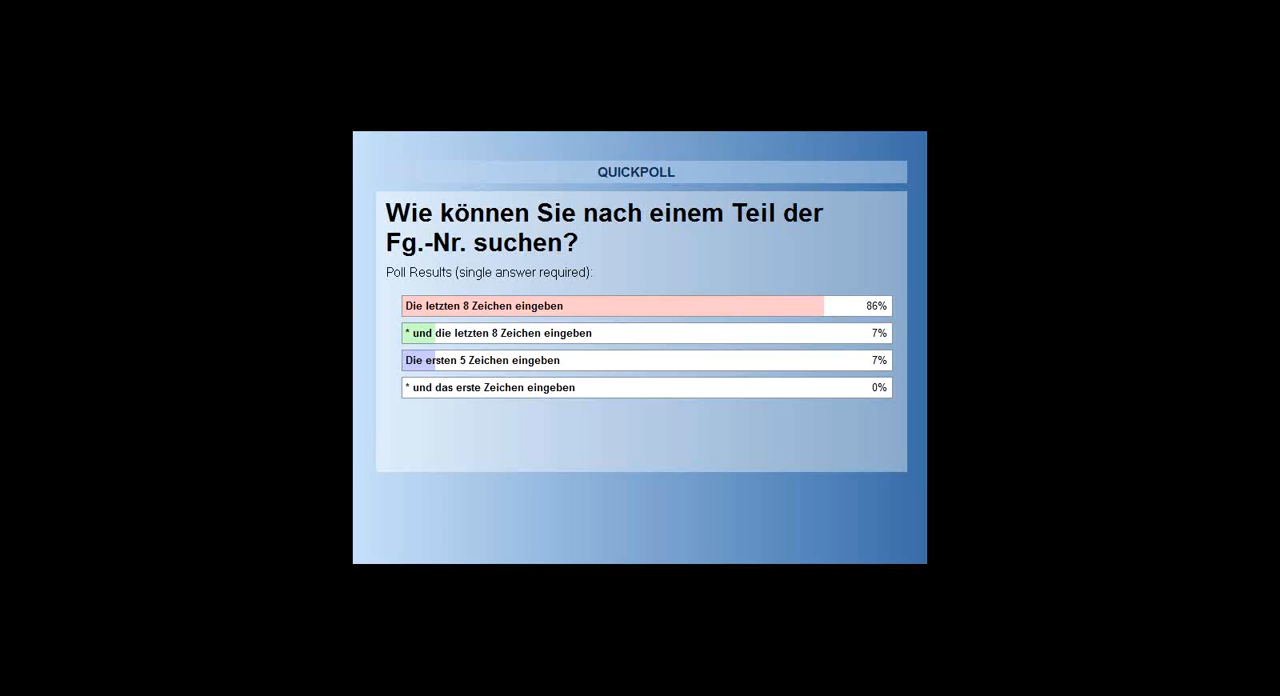 QUICKPOLL
Wie können Sie nach einem Teil der
Fg.-Nr. suchen?
Poll Results (single answer required):
Die letzten 8 Zeichen eingeben 86%
* und die letzten 8 Zeichen eingeben 7%
Die ersten 5 Zeichen eingeben 7%
* und das erste Zeichen eingeben 0%